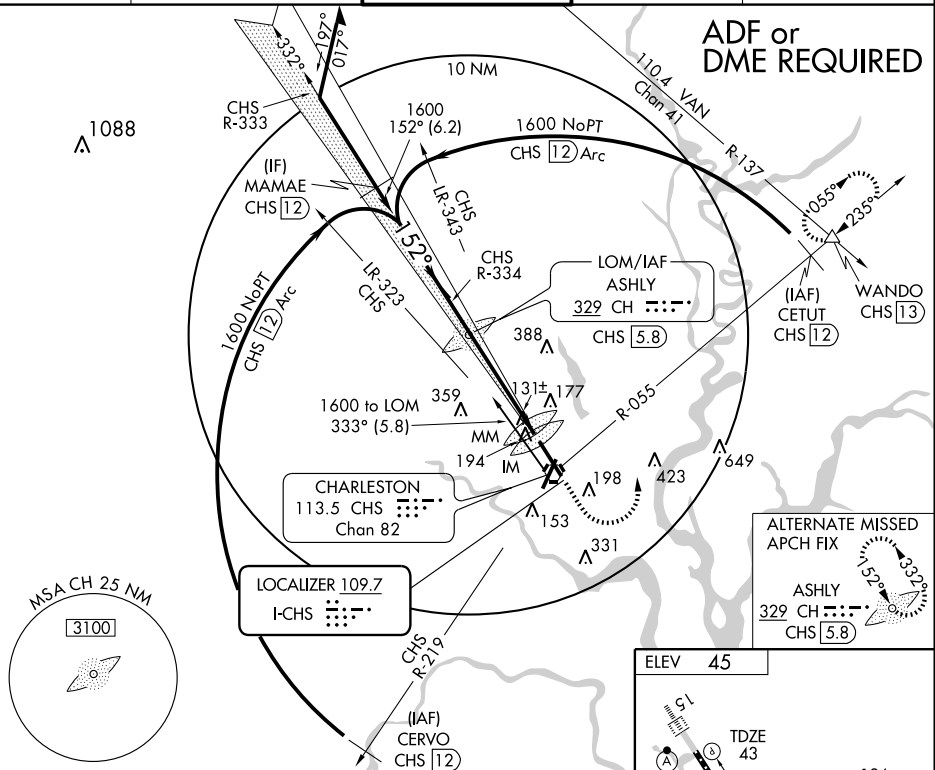 ADF or
DME REQUIRED
10 NM
197°
017°
332°
CHS
R-333
1088
1600
152° (6.2)
1600 NoPT
CHS 12 Arc
110.4 VAN
Chan 41
R-137
(IF)
MAMAE
CHS 12
CHS
LR-343
055°
235°
152°
CHS
R-334
LR-323
CHS
LOM/IAF
ASHLY
329 CH
CHS 5.8
(IAF)
CETUT
CHS 12
WANDO
CHS 13
1600 NoPT
CHS 12 Arc
388
131±
177
359
1600 to LOM
333° (5.8)
MM
194
IM
R-055
649
423
198
153
331
CHARLESTON
113.5 CHS
Chan 82
LOCALIZER 109.7
I-CHS
ALTERNATE MISSED
APCH FIX
152°
332°
ASHLY
329 CH
CHS 5.8
MSA CH 25 NM
3100
CHS
R-219
(IAF)
CERVO
CHS 12
ELEV 45
15
TDZE
43
A
P